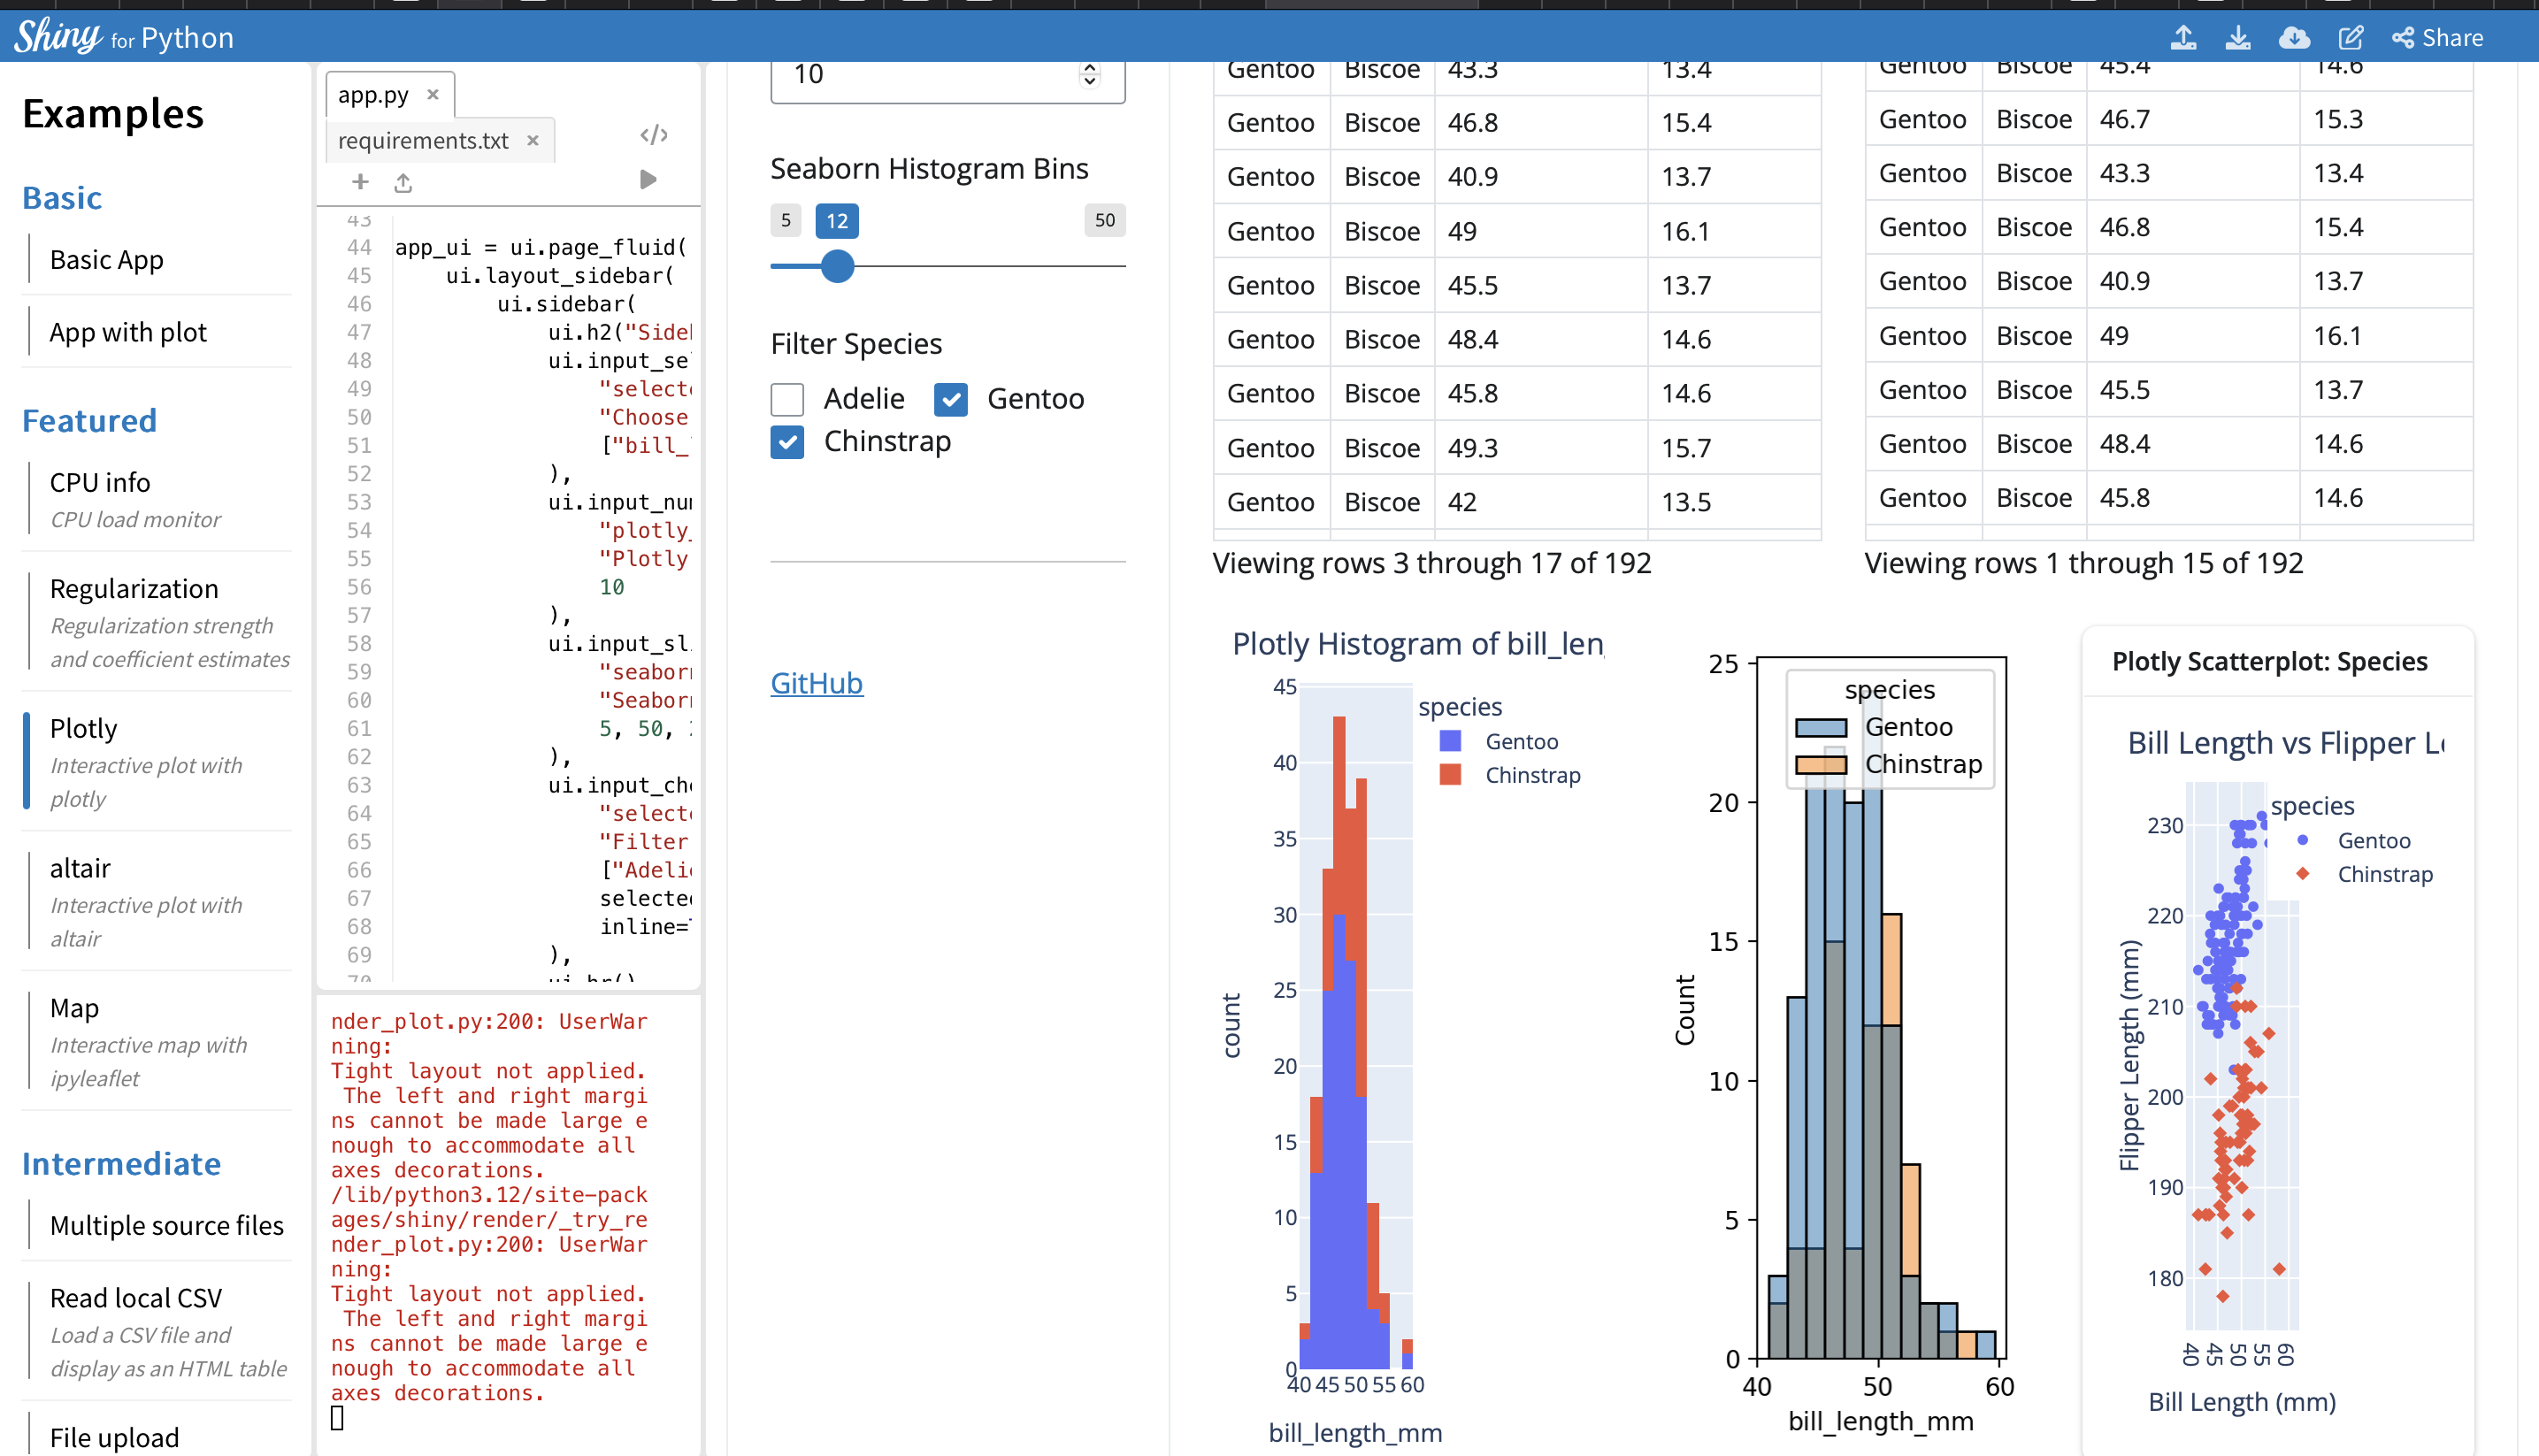 Shiny for Python
Share
Examples
Basic
Basic App
App with plot
Featured
CPU info
CPU load monitor
Regularization
Regularization strength
and coefficient estimates
Plotly
Interactive plot with
plotly
altair
Interactive plot with
altair
Map
Interactive map with
ipyleaflet
Intermediate
Multiple source files
Read local CSV
Load a CSV file and
display as an HTML table
File upload
app.py ×
requirements.txt ×
</>
+
43
44 app_ui = ui.page_fluid(
45 ui.layout_sidebar(
46 ui.sidebar(
47 ui.h2("Side
48 ui.input_se
49 "select
50 "Choose
51 ["bill_
52 ),
53 ui.input_nu
54 "plotly_
55 "Plotly
56 10
57 ),
58 ui.input_sl
59 "seabor
60 "Seabor
61 5, 50,
62 ),
63 ui.input_ch
64 "select
65 "Filter
66 ["Adeli
67 selecte
68 inline=
69 ),
70 ui.hr()
nder_plot.py:200: UserWar
ning:
Tight layout not applied.
The left and right margi
ns cannot be made large e
nough to accommodate all
axes decorations.
/lib/python3.12/site-pack
ages/shiny/render/_try_re
nder_plot.py:200: UserWar
ning:
Tight layout not applied.
The left and right margi
ns cannot be made large e
nough to accommodate all
axes decorations.
10
Seaborn Histogram Bins
5 12 50
Filter Species
Adelie Gentoo
Chinstrap
GitHub
Gentoo Biscoe 43.3 13.4
Gentoo Biscoe 46.8 15.4
Gentoo Biscoe 40.9 13.7
Gentoo Biscoe 49 16.1
Gentoo Biscoe 45.5 13.7
Gentoo Biscoe 48.4 14.6
Gentoo Biscoe 45.8 14.6
Gentoo Biscoe 49.3 15.7
Gentoo Biscoe 42 13.5
Viewing rows 3 through 17 of 192
Gentoo Biscoe 45.4 14.6
Gentoo Biscoe 46.7 15.3
Gentoo Biscoe 43.3 13.4
Gentoo Biscoe 46.8 15.4
Gentoo Biscoe 40.9 13.7
Gentoo Biscoe 49 16.1
Gentoo Biscoe 45.5 13.7
Gentoo Biscoe 48.4 14.6
Gentoo Biscoe 45.8 14.6
Viewing rows 1 through 15 of 192
Plotly Histogram of bill_len
45
40
35
30
25
20
15
10
5
0
count
40 45 50 55 60
bill_length_mm
species
Gentoo
Chinstrap
25
20
15
10
5
0
Count
40 50 60
bill_length_mm
species
Gentoo
Chinstrap
Plotly Scatterplot: Species
Bill Length vs Flipper L
species
Gentoo
Chinstrap
230
220
210
200
190
180
Flipper Length (mm)
40 45 50 55 60
Bill Length (mm)